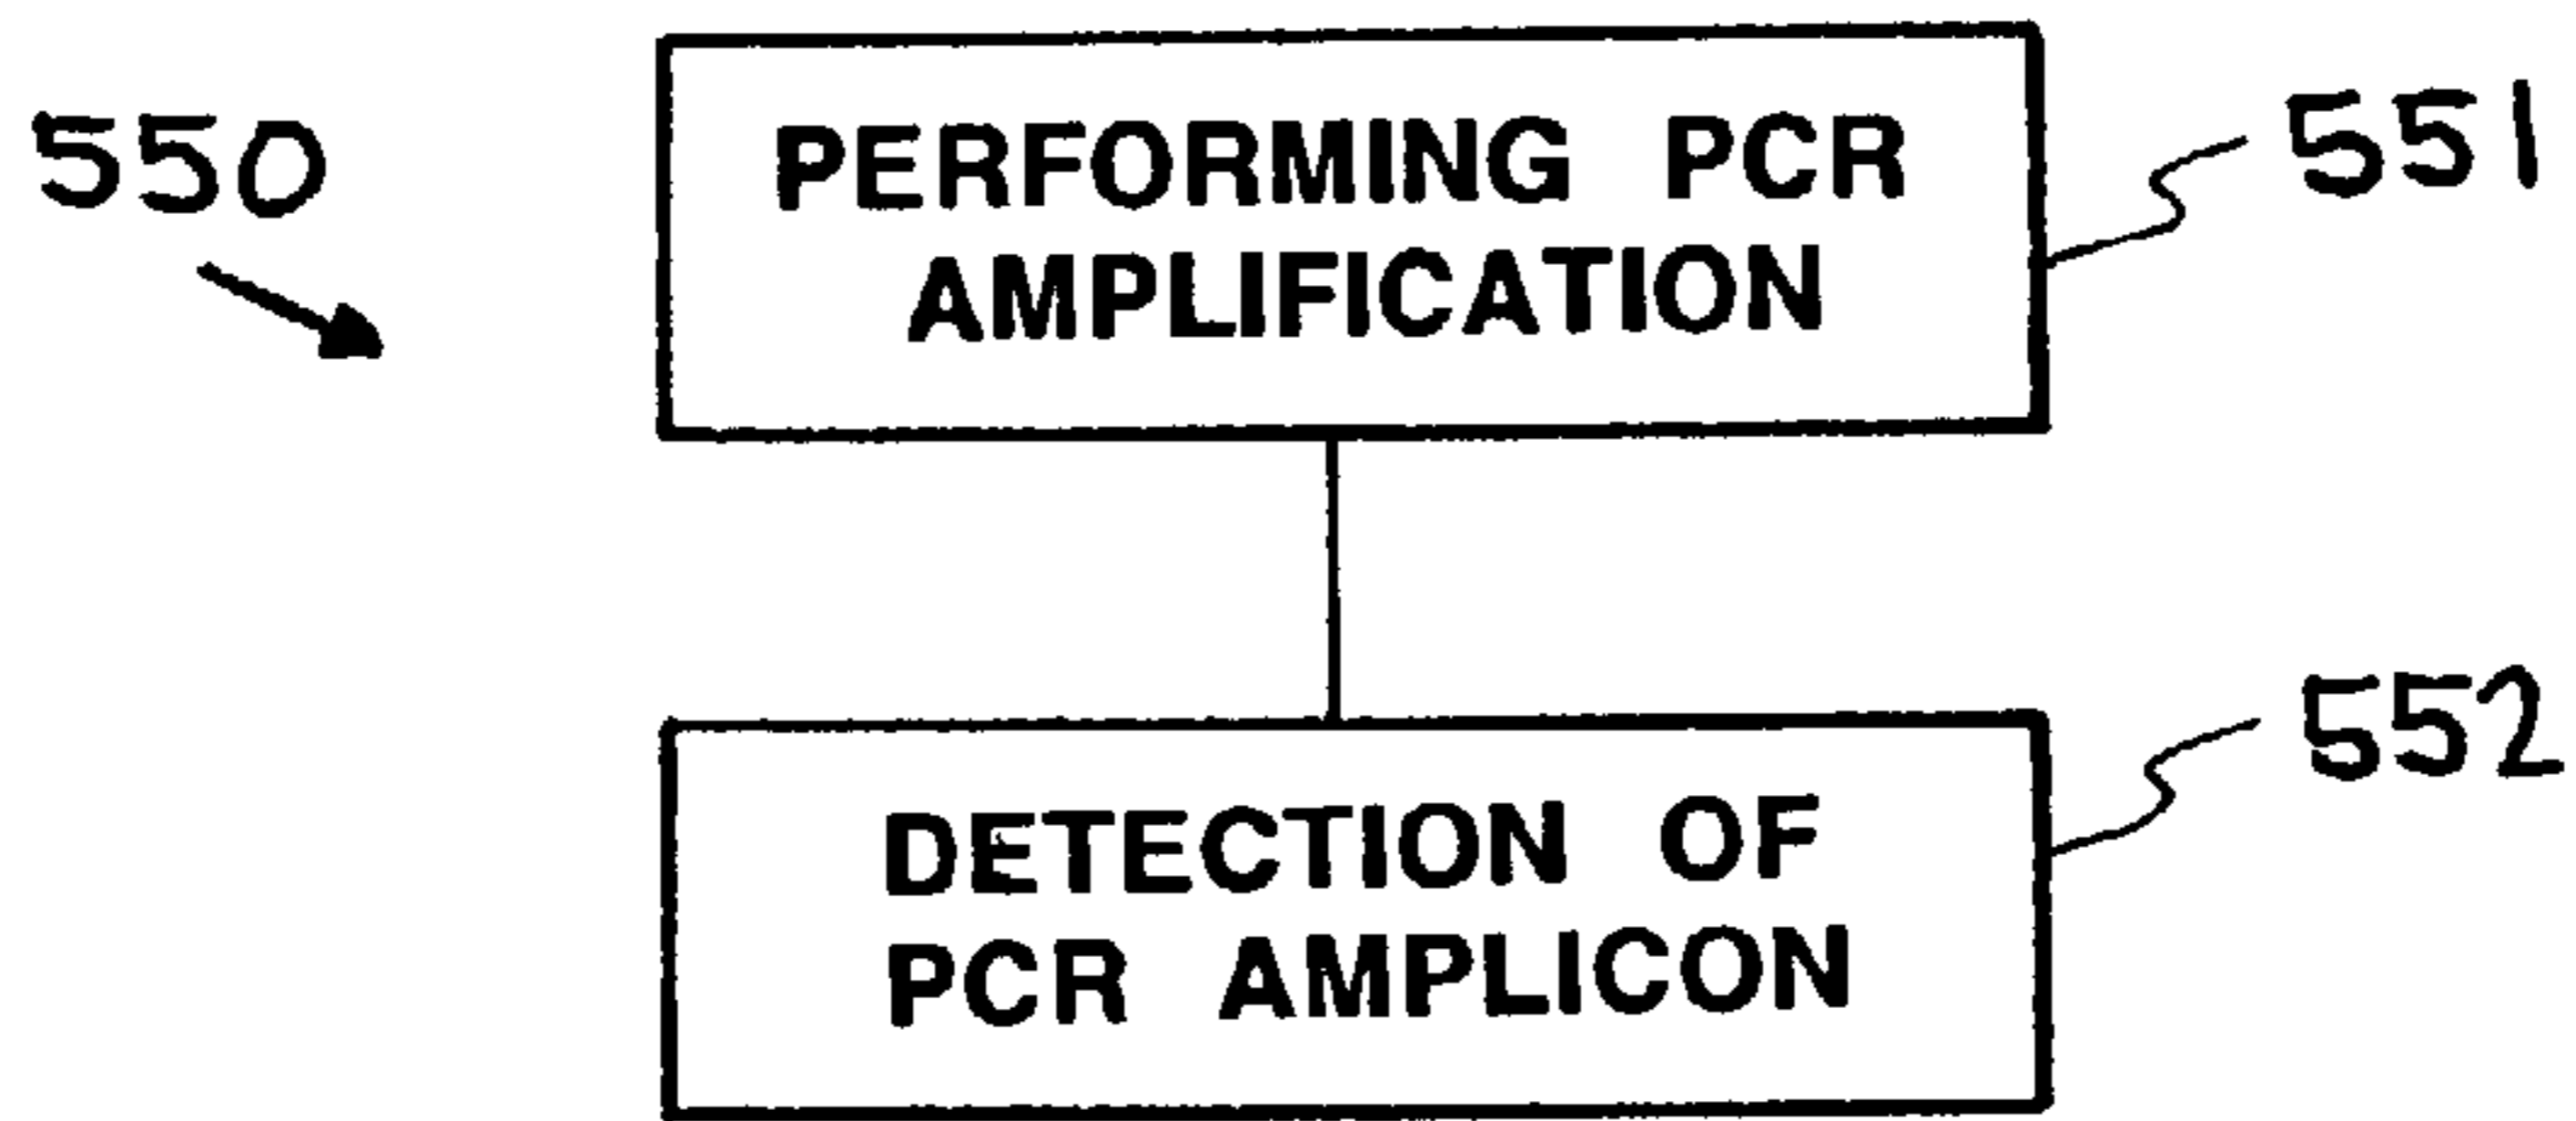 550
PERFORMING PCR
AMPLIFICATION
551
DETECTION OF
PCR AMPLICON
552